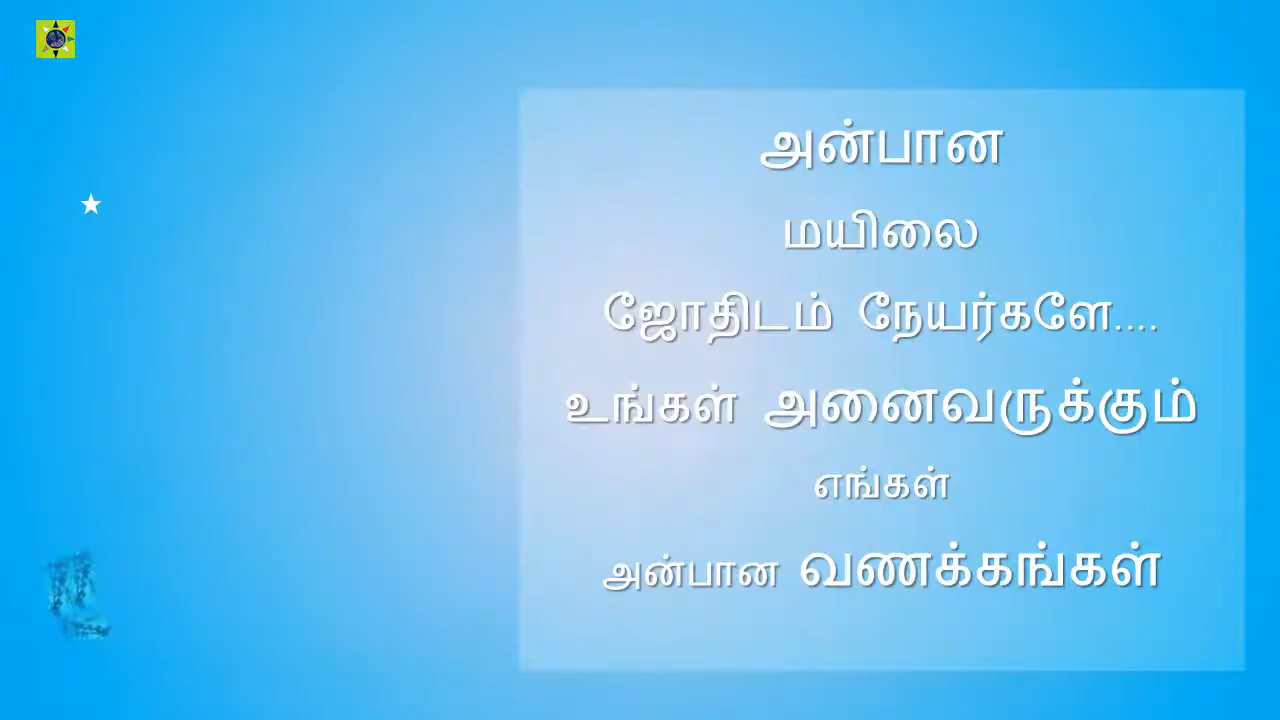 அன்பான
மயிலை
ஜோதிடம் நேயர்களே....
உங்கள் அனைவருக்கும்
எங்கள்
அன்பான வணக்கங்கள்